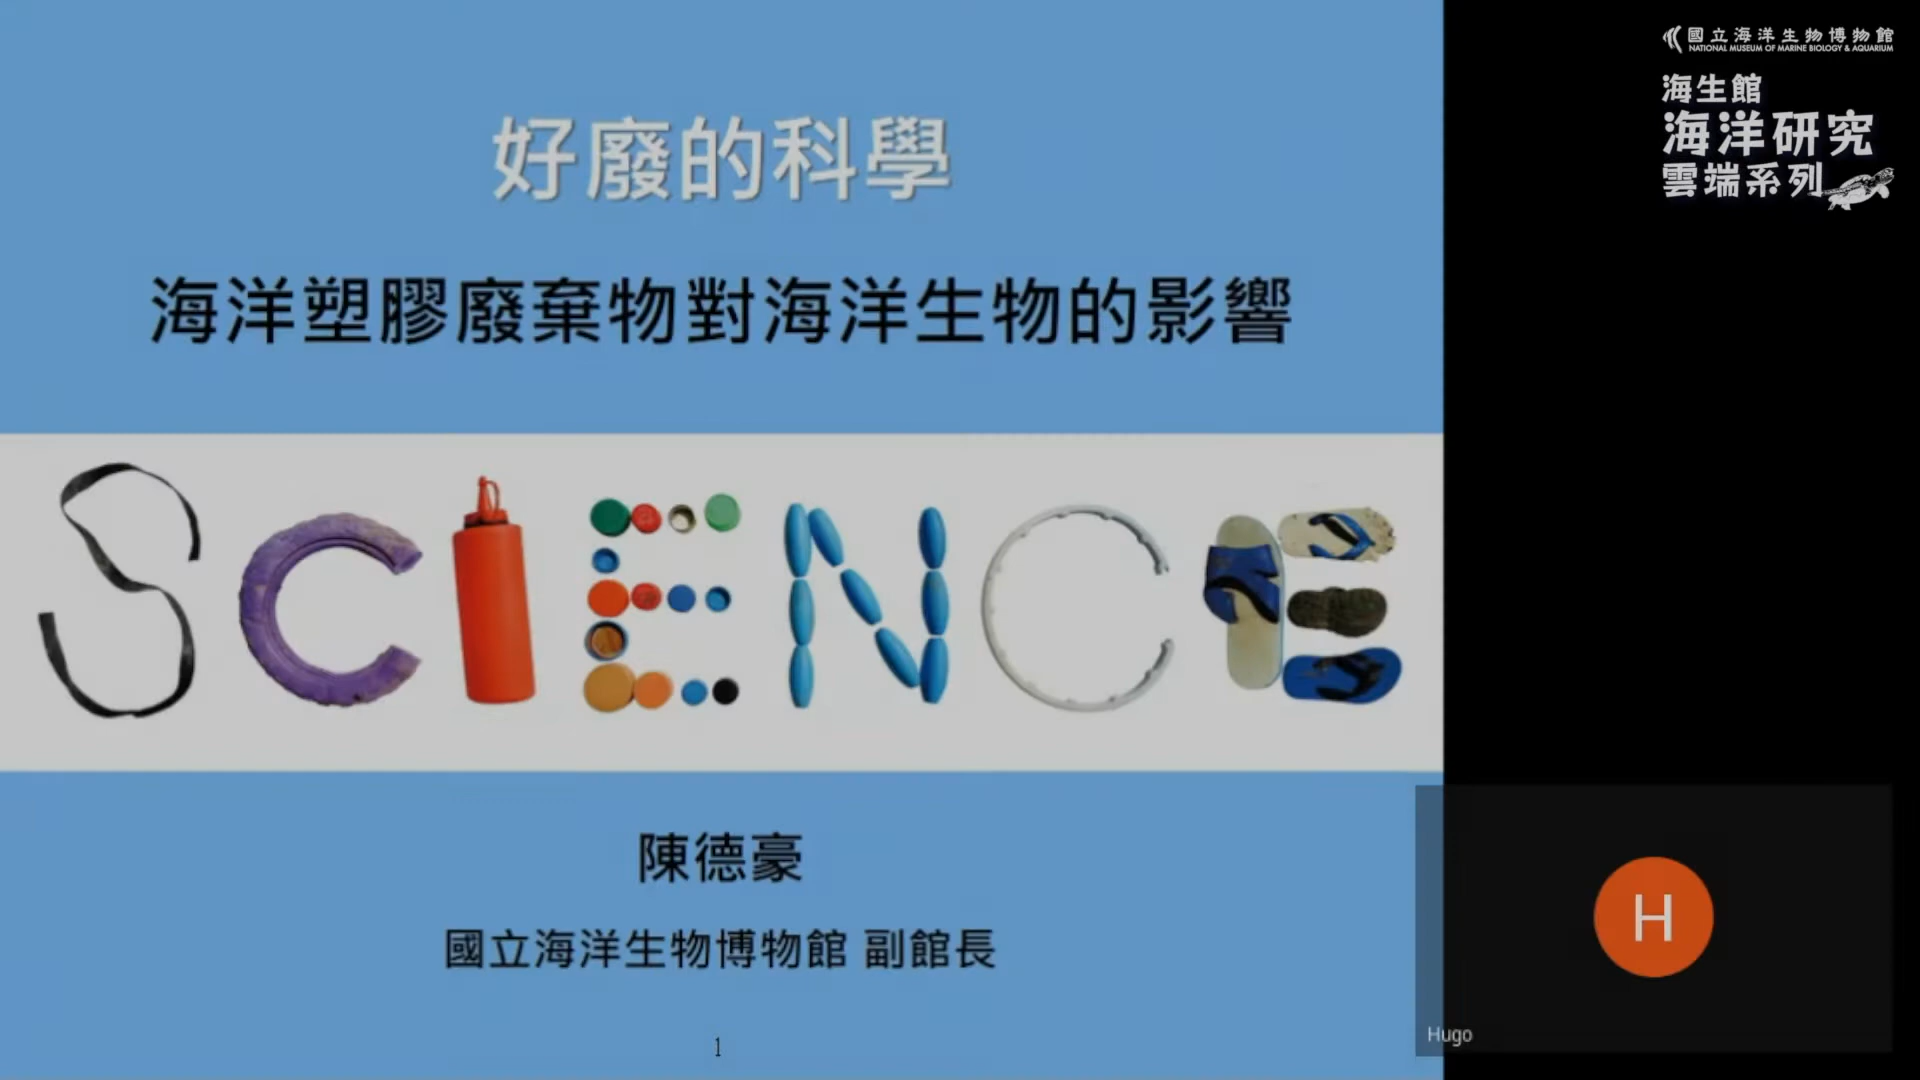 好廢的科學
海洋塑膠廢棄物對海洋生物的影響
SCIENCE
陳德豪
國立海洋生物博物館 副館長
1
國立海洋生物博物館
NATIONAL MUSEUM OF MARINE BIOLOGY & AQUARIUM
海生館
海洋研究
雲端系列
H
Hugo